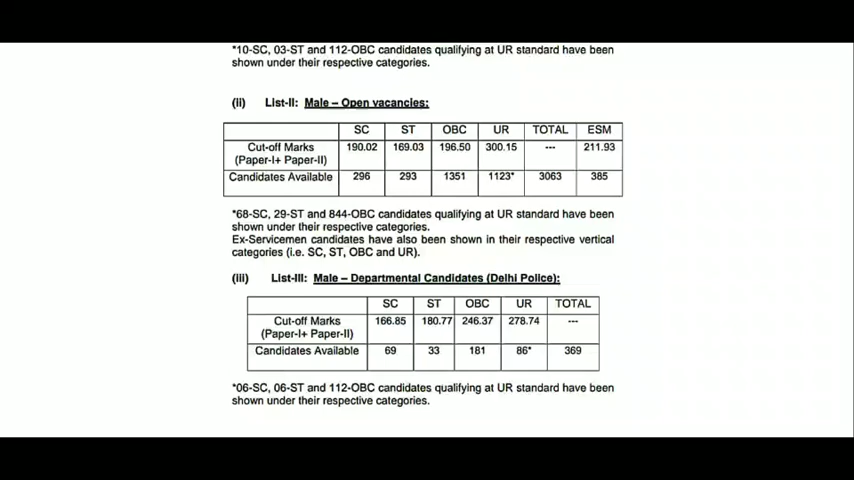 *10-SC, 03-ST and 112-OBC candidates qualifying at UR standard have been
shown under their respective categories.
(ii) List-II: Male – Open vacancies:
SC ST OBC UR TOTAL ESM
Cut-off Marks 190.02 169.03 196.50 300.15 --- 211.93
(Paper-I+ Paper-II)
Candidates Available 296 293 1351 1123* 3063 385
*68-SC, 29-ST and 844-OBC candidates qualifying at UR standard have been
shown under their respective categories.
Ex-Servicemen candidates have also been shown in their respective vertical
categories (i.e. SC, ST, OBC and UR).
(iii) List-III: Male – Departmental Candidates (Delhi Police):
SC ST OBC UR TOTAL
Cut-off Marks 166.85 180.77 246.37 278.74 ---
(Paper-I+ Paper-II)
Candidates Available 69 33 181 86* 369
*06-SC, 06-ST and 112-OBC candidates qualifying at UR standard have been
shown under their respective categories.